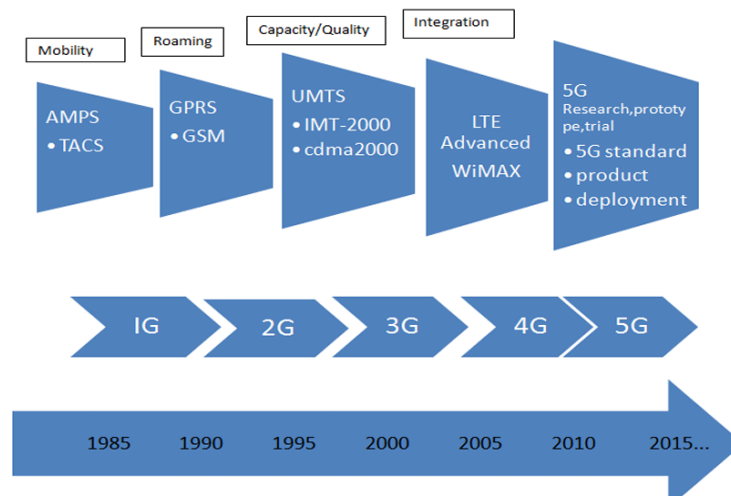 Mobility
Roaming
Capacity/Quality
Integration
AMPS
• TACS
GPRS
• GSM
UMTS
• IMT-2000
• cdma2000
LTE
Advanced
WiMAX
5G
Research,prototy
pe,trial
• 5G standard
• product
• deployment
IG
2G
3G
4G
5G
1985
1990
1995
2000
2005
2010
2015...